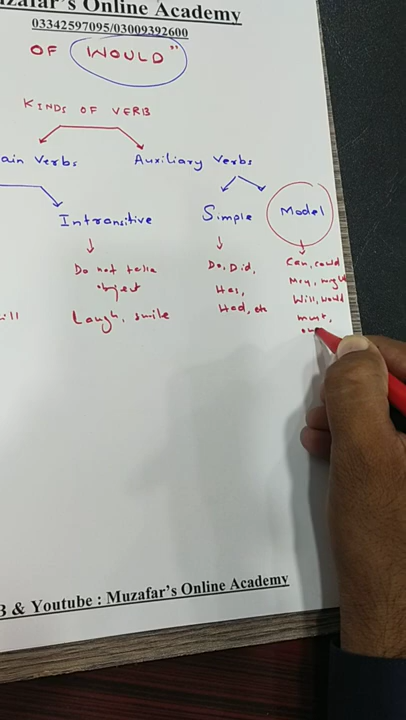 uzafar's Online Academy
03342597095/03009392600
OF "WOULD"
KINDS OF VERB
ain Verbs Auxiliary Verbs
Intransitive Simple Model
Do not take object
Laugh, smile
Do, Did,
Has,
Had, etc
Can, could
May, might
Will, would
must,
ill
B & Youtube : Muzafar's Online Academy